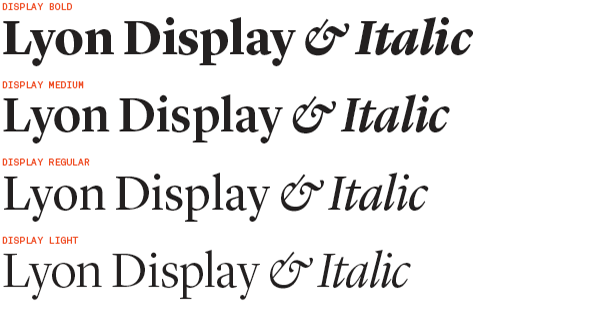 DISPLAY BOLD
Lyon Display & Italic
DISPLAY MEDIUM
Lyon Display & Italic
DISPLAY REGULAR
Lyon Display & Italic
DISPLAY LIGHT
Lyon Display & Italic